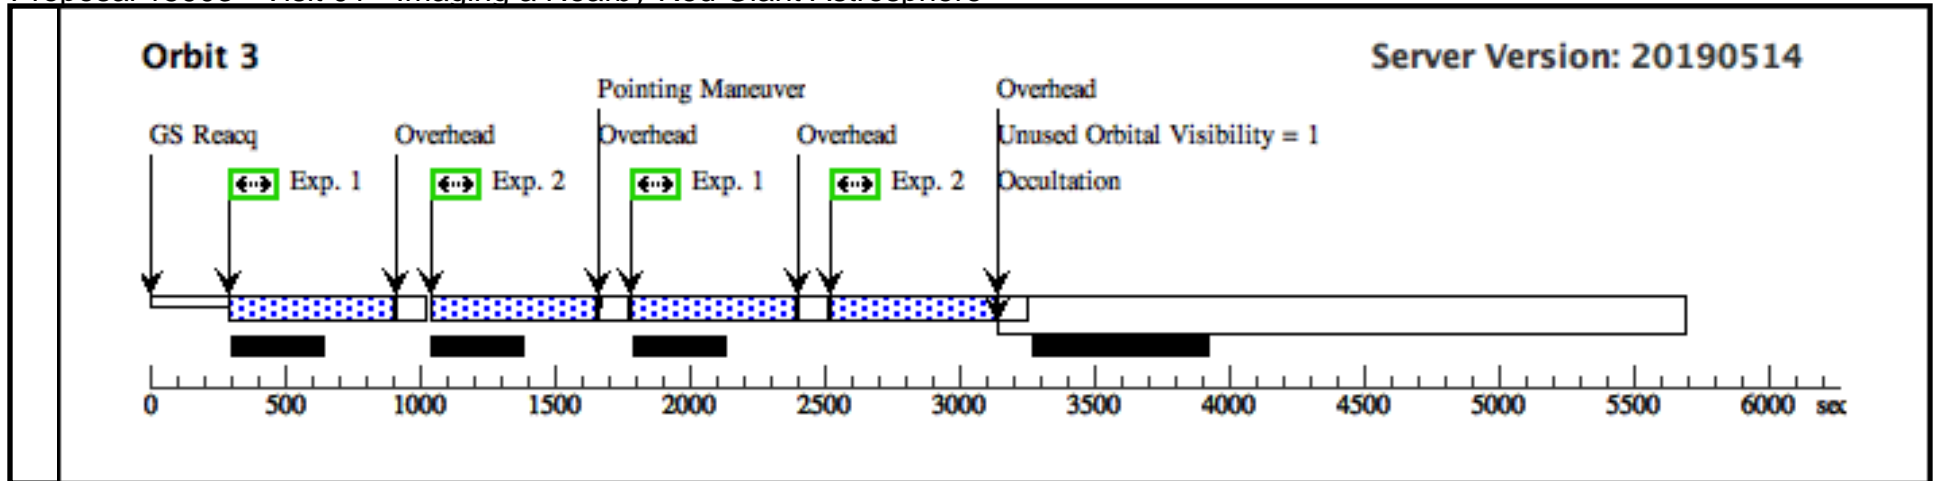 Orbit 3 Server Version: 20190514
Pointing Maneuver Overhead
GS Reacq Overhead Overhead Overhead Unused Orbital Visibility = 1
Exp. 1 Exp. 2 Exp. 1 Exp. 2 Occultation
0 500 1000 1500 2000 2500 3000 3500 4000 4500 5000 5500 6000 sec